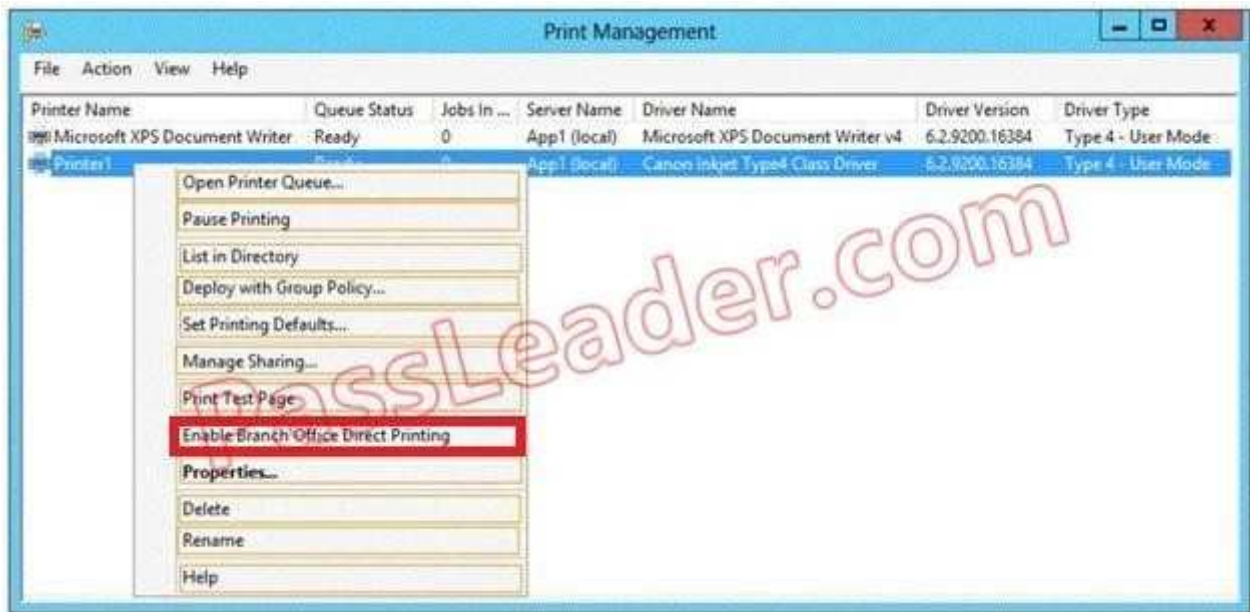 Print Management
File Action View Help
Printer Name Queue Status Jobs In ... Server Name Driver Name Driver Version Driver Type
Microsoft XPS Document Writer Ready 0 App1 (local) Microsoft XPS Document Writer v4 6.2.9200.16384 Type 4 - User Mode
Printer1 Ready 0 App1 (local) Canon Inkjet Type4 Class Driver 6.2.9200.16384 Type 4 - User Mode
Open Printer Queue...
Pause Printing
List in Directory
Deploy with Group Policy...
Set Printing Defaults...
Manage Sharing...
Print Test Page
Enable Branch Office Direct Printing
Properties...
Delete
Rename
Help
PassLeader.com